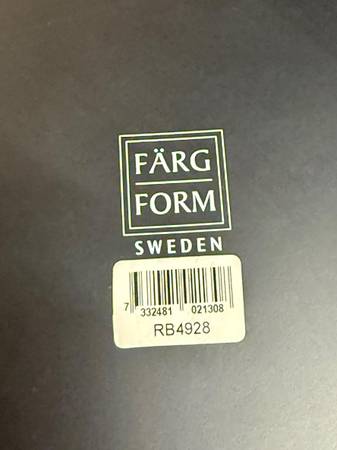 FÄRG
FORM
SWEDEN
7 332481 021308
RB4928